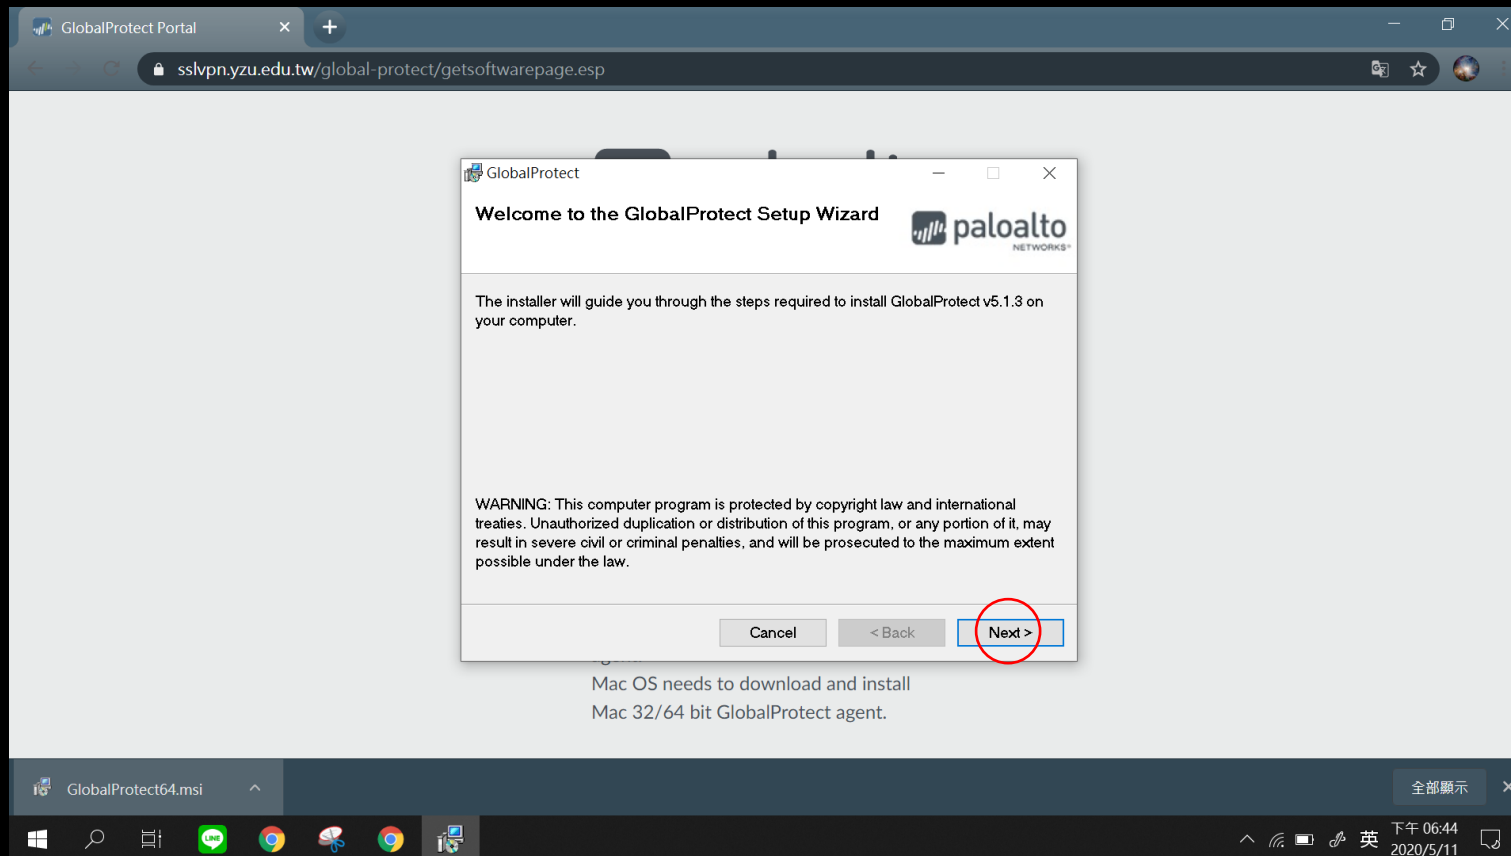 GlobalProtect Portal
sslvpn.yzu.edu.tw/global-protect/getsoftwarepage.esp
GlobalProtect
Welcome to the GlobalProtect Setup Wizard
paloalto
NETWORKS
The installer will guide you through the steps required to install GlobalProtect v5.1.3 on
your computer.
WARNING: This computer program is protected by copyright law and international
treaties. Unauthorized duplication or distribution of this program, or any portion of it, may
result in severe civil or criminal penalties, and will be prosecuted to the maximum extent
possible under the law.
Cancel
< Back
Next >
Mac OS needs to download and install
Mac 32/64 bit GlobalProtect agent.
GlobalProtect64.msi
全部顯示
LINE
英
下午 06:44
2020/5/11